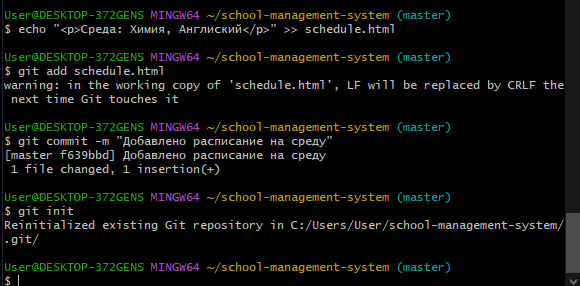 User@DESKTOP-372GENS MINGW64 ~/school-management-system (master)
$ echo "<p>Среда: Химия, Англиский</p>" >> schedule.html
User@DESKTOP-372GENS MINGW64 ~/school-management-system (master)
$ git add schedule.html
warning: in the working copy of 'schedule.html', LF will be replaced by CRLF the
next time Git touches it
User@DESKTOP-372GENS MINGW64 ~/school-management-system (master)
$ git commit -m "Добавлено расписание на среду"
[master f639bbd] Добавлено расписание на среду
1 file changed, 1 insertion(+)
User@DESKTOP-372GENS MINGW64 ~/school-management-system (master)
$ git init
Reinitialized existing Git repository in C:/Users/User/school-management-system/
.git/
User@DESKTOP-372GENS MINGW64 ~/school-management-system (master)
$